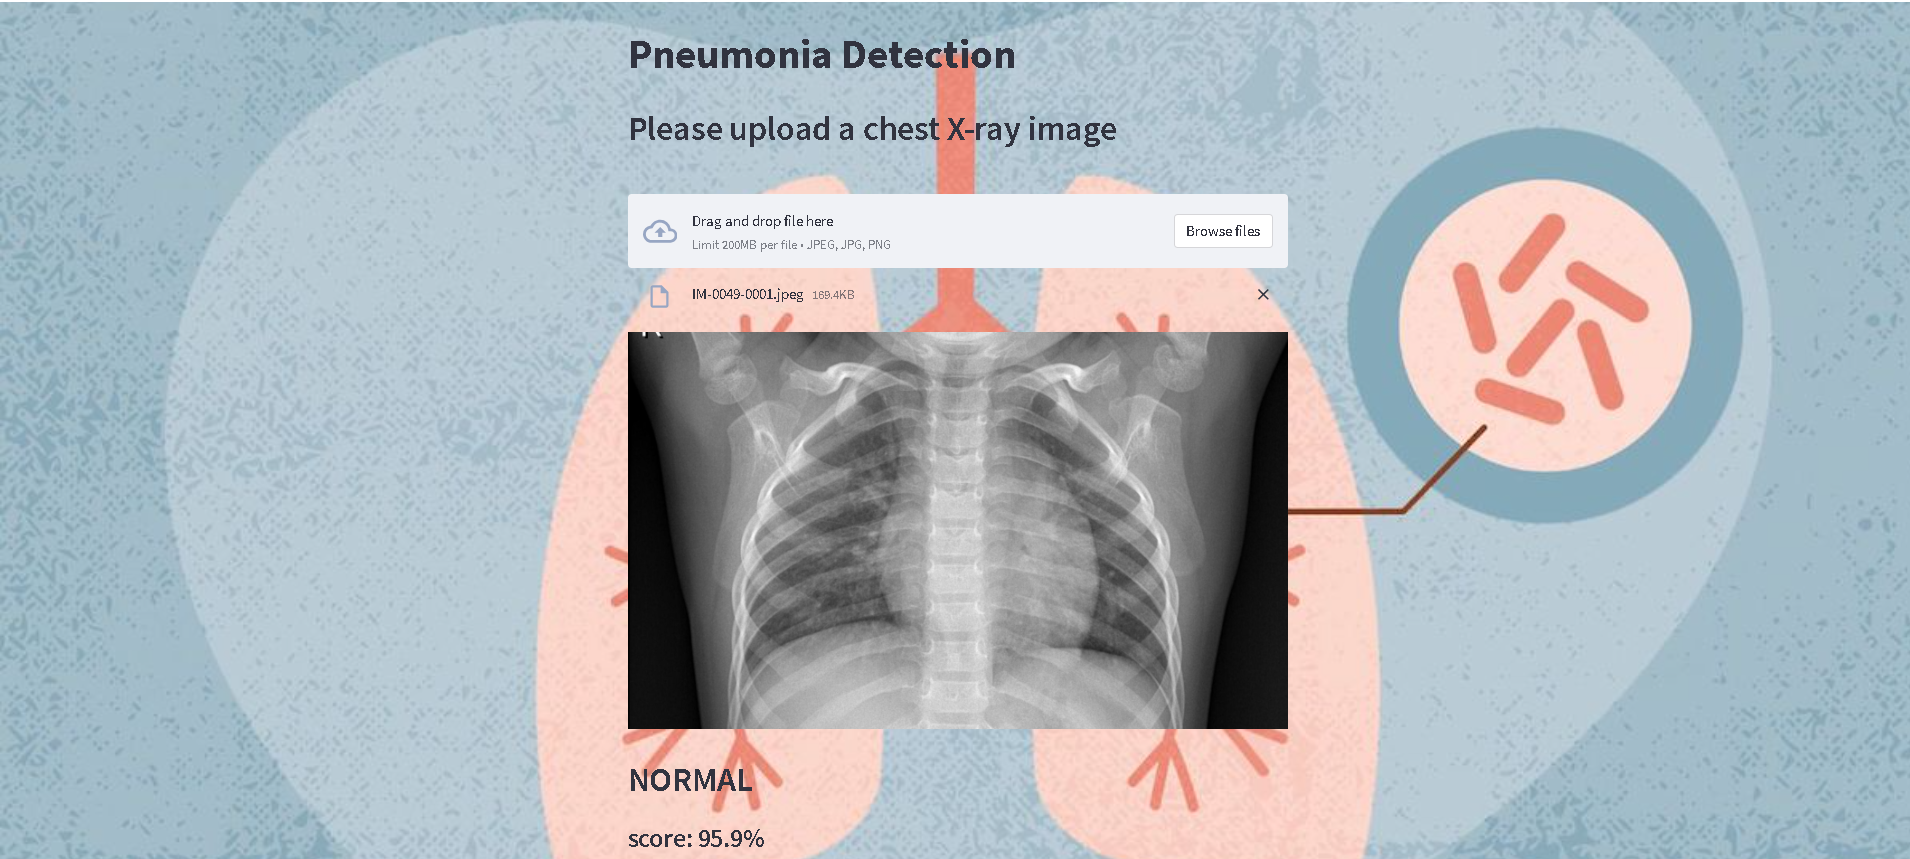 Pneumonia Detection
Please upload a chest X-ray image
Drag and drop file here
Limit 200MB per file • JPEG, JPG, PNG
Browse files
IM-0049-0001.jpeg 169.4KB
NORMAL
score: 95.9%